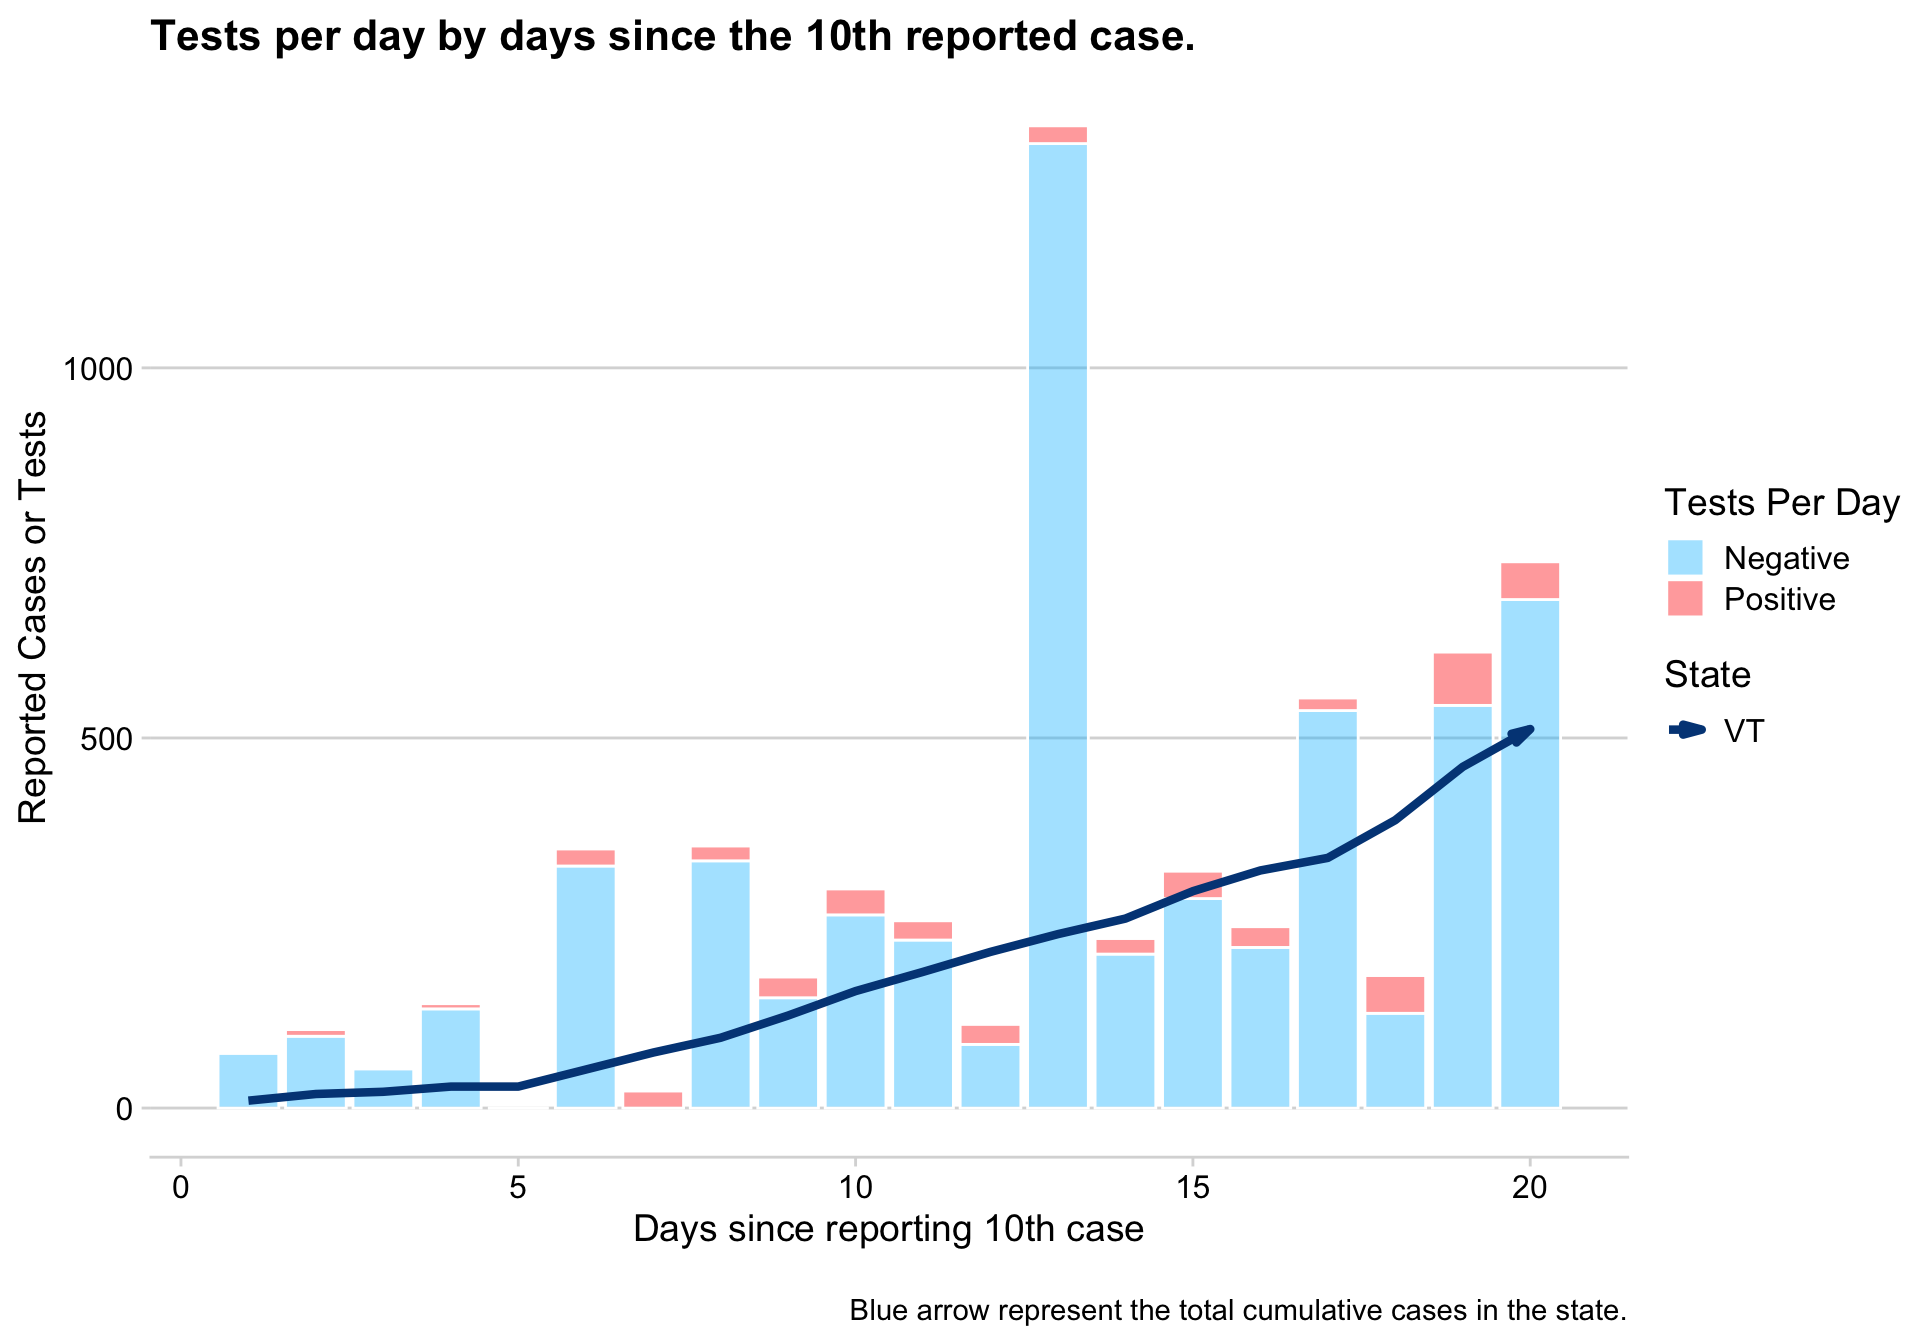 Tests per day by days since the 10th reported case.
Reported Cases or Tests
1000
500
0
0 5 10 15 20
Days since reporting 10th case
Tests Per Day
Negative
Positive
State
VT
Blue arrow represent the total cumulative cases in the state.